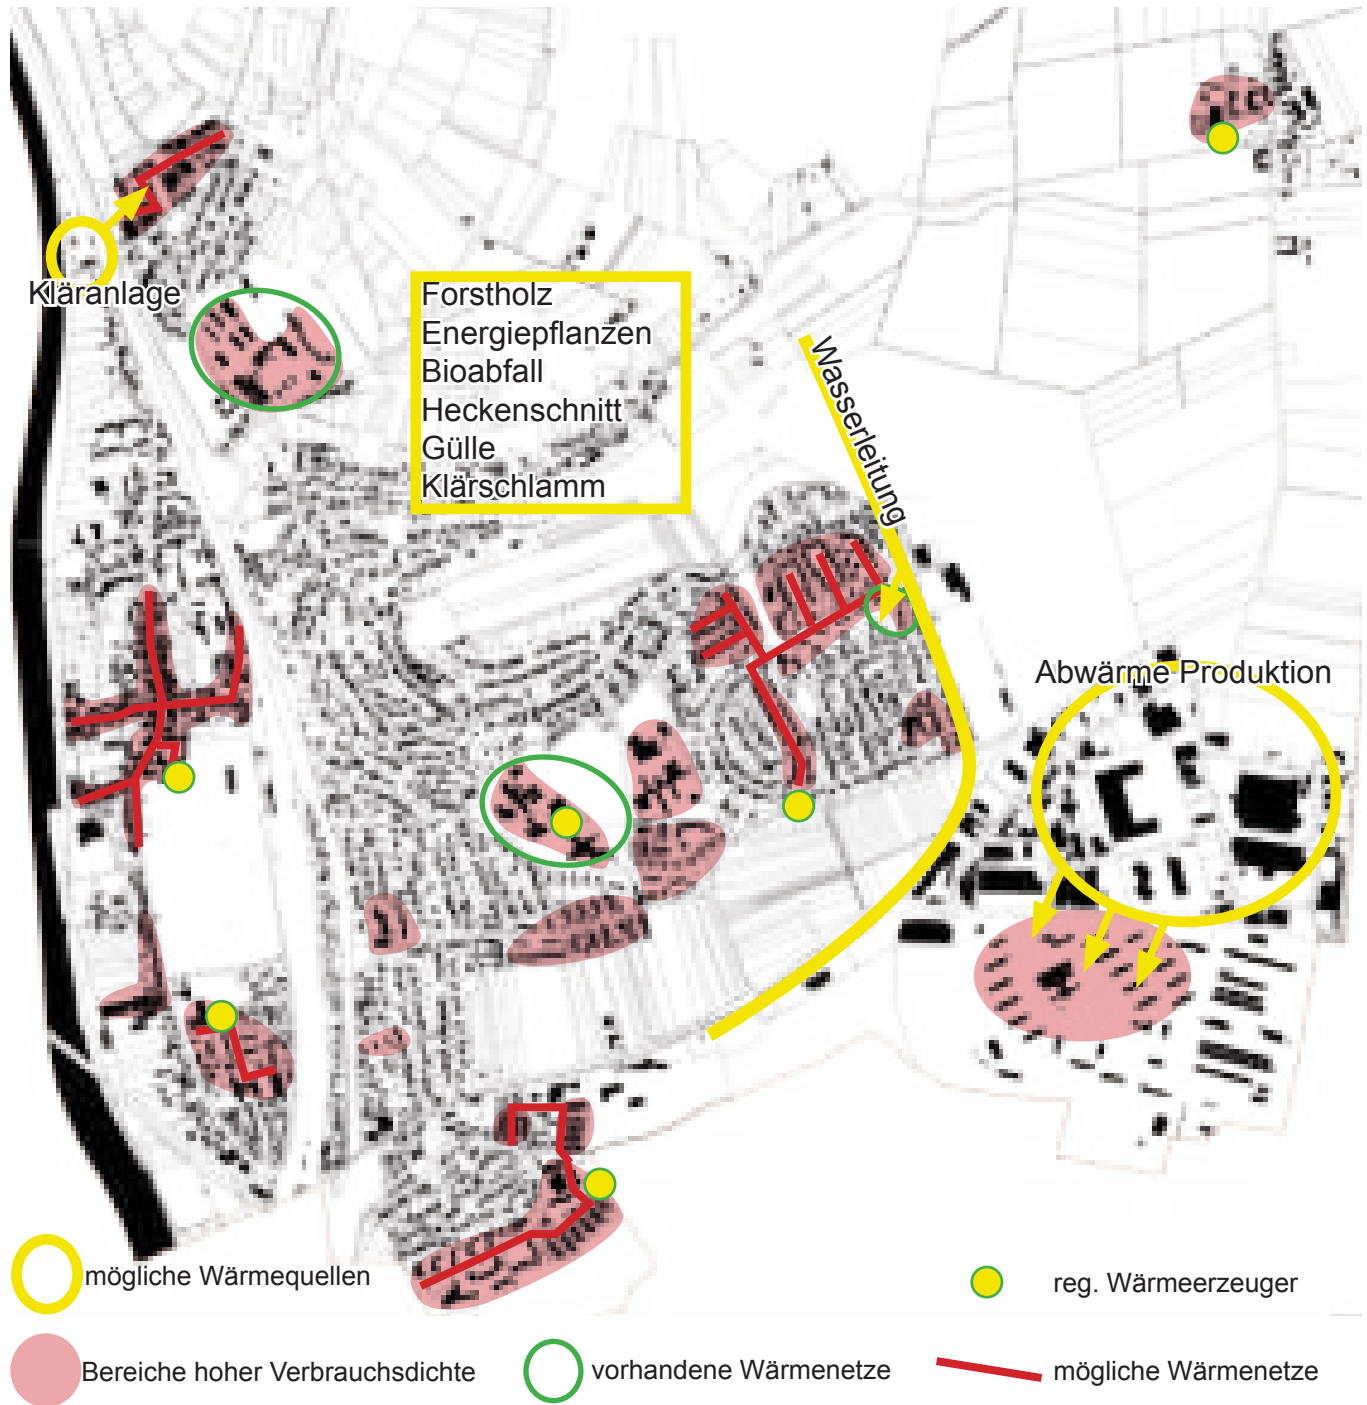 Kläranlage
Forstholz
Energiepflanzen
Bioabfall
Heckenschnitt
Gülle
Klärschlamm
Wasserleitung
Abwärme Produktion
mögliche Wärmequellen
reg. Wärmeerzeuger
Bereiche hoher Verbrauchsdichte
vorhandene Wärmenetze
mögliche Wärmenetze